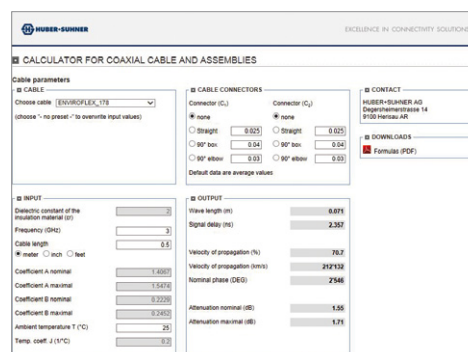 HUBER+SUHNER
EXCELLENCE IN CONNECTIVITY SOLUTIONS
CALCULATOR FOR COAXIAL CABLE AND ASSEMBLIES
Cable parameters
CABLE
Choose cable ENVIROFLEX_178
(choose "- no preset -" to overwrite input values)
CABLE CONNECTORS
Connector (C₁) Connector (C₂)
none none
Straight 0.025 Straight 0.025
90° box 0.04 90° box 0.04
90° elbow 0.03 90° elbow 0.03
Default data are average values
CONTACT
HUBER+SUHNER AG
Degersheimerstrasse 14
9100 Herisau AR
DOWNLOADS
Formulas (PDF)
INPUT
Dielectric constant of the
insulation material (εr) 2
Frequency (GHz) 3
Cable length 0.5
meter inch feet
Coefficient A nominal 1.4067
Coefficient A maximal 1.5474
Coefficient B nominal 0.2229
Coefficient B maximal 0.2452
Ambient temperature T (°C) 25
Temp. coeff. J (1/°C) 0.2
OUTPUT
Wave length (m) 0.071
Signal delay (ns) 2.357
Velocity of propagation (%) 70.7
Velocity of propagation (km/s) 212'132
Nominal phase (DEG) 2'546
Attenuation nominal (dB) 1.55
Attenuation maximal (dB) 1.71